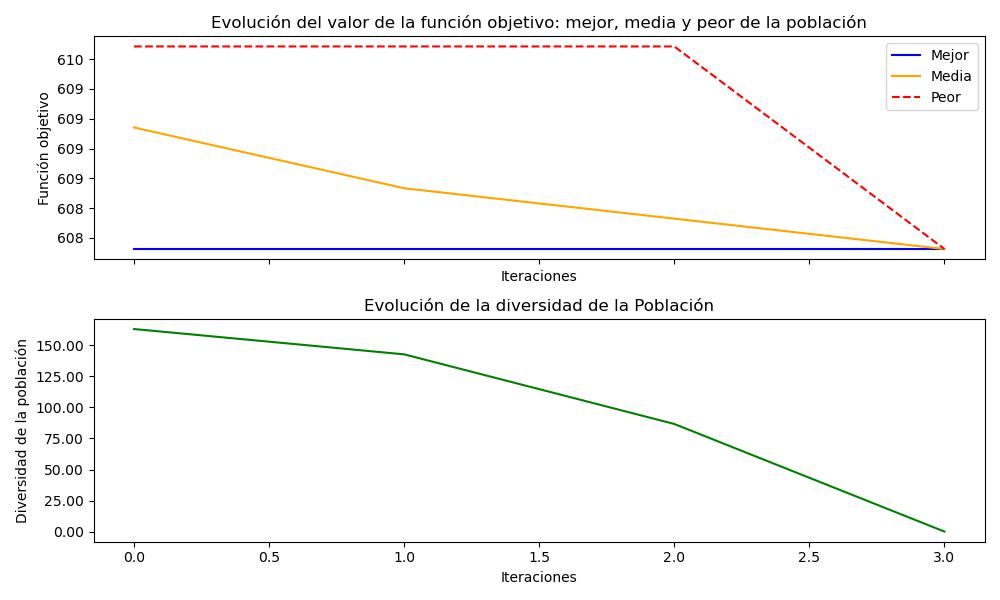 Evolución del valor de la función objetivo: mejor, media y peor de la población
Función objetivo
610
609
609
609
609
608
608
Mejor
Media
Peor
Iteraciones
Evolución de la diversidad de la Población
Diversidad de la población
150.00
125.00
100.00
75.00
50.00
25.00
0.00
0.0 0.5 1.0 1.5 2.0 2.5 3.0
Iteraciones